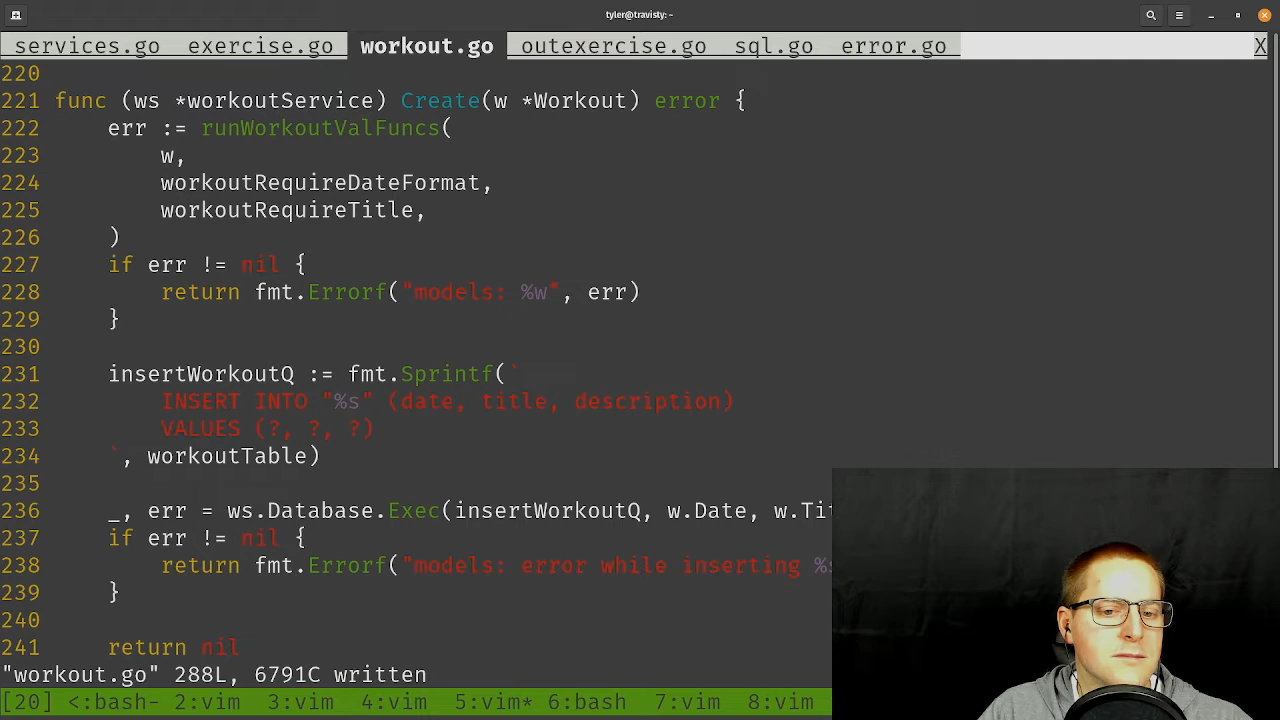 tyler@travisty: ~
services.go exercise.go workout.go outexercise.go sql.go error.go X
220
221 func (ws *workoutService) Create(w *Workout) error {
222 err := runWorkoutValFuncs(
223 w,
224 workoutRequireDateFormat,
225 workoutRequireTitle,
226 )
227 if err != nil {
228 return fmt.Errorf("models: %w", err)
229 }
230
231 insertWorkoutQ := fmt.Sprintf(`
232 INSERT INTO "%s" (date, title, description)
233 VALUES (?, ?, ?)
234 `, workoutTable)
235
236 _, err = ws.Database.Exec(insertWorkoutQ, w.Date, w.Tit
237 if err != nil {
238 return fmt.Errorf("models: error while inserting %s
239 }
240
241 return nil
"workout.go" 288L, 6791C written
[20] <:bash- 2:vim 3:vim 4:vim 5:vim* 6:bash 7:vim 8:vim